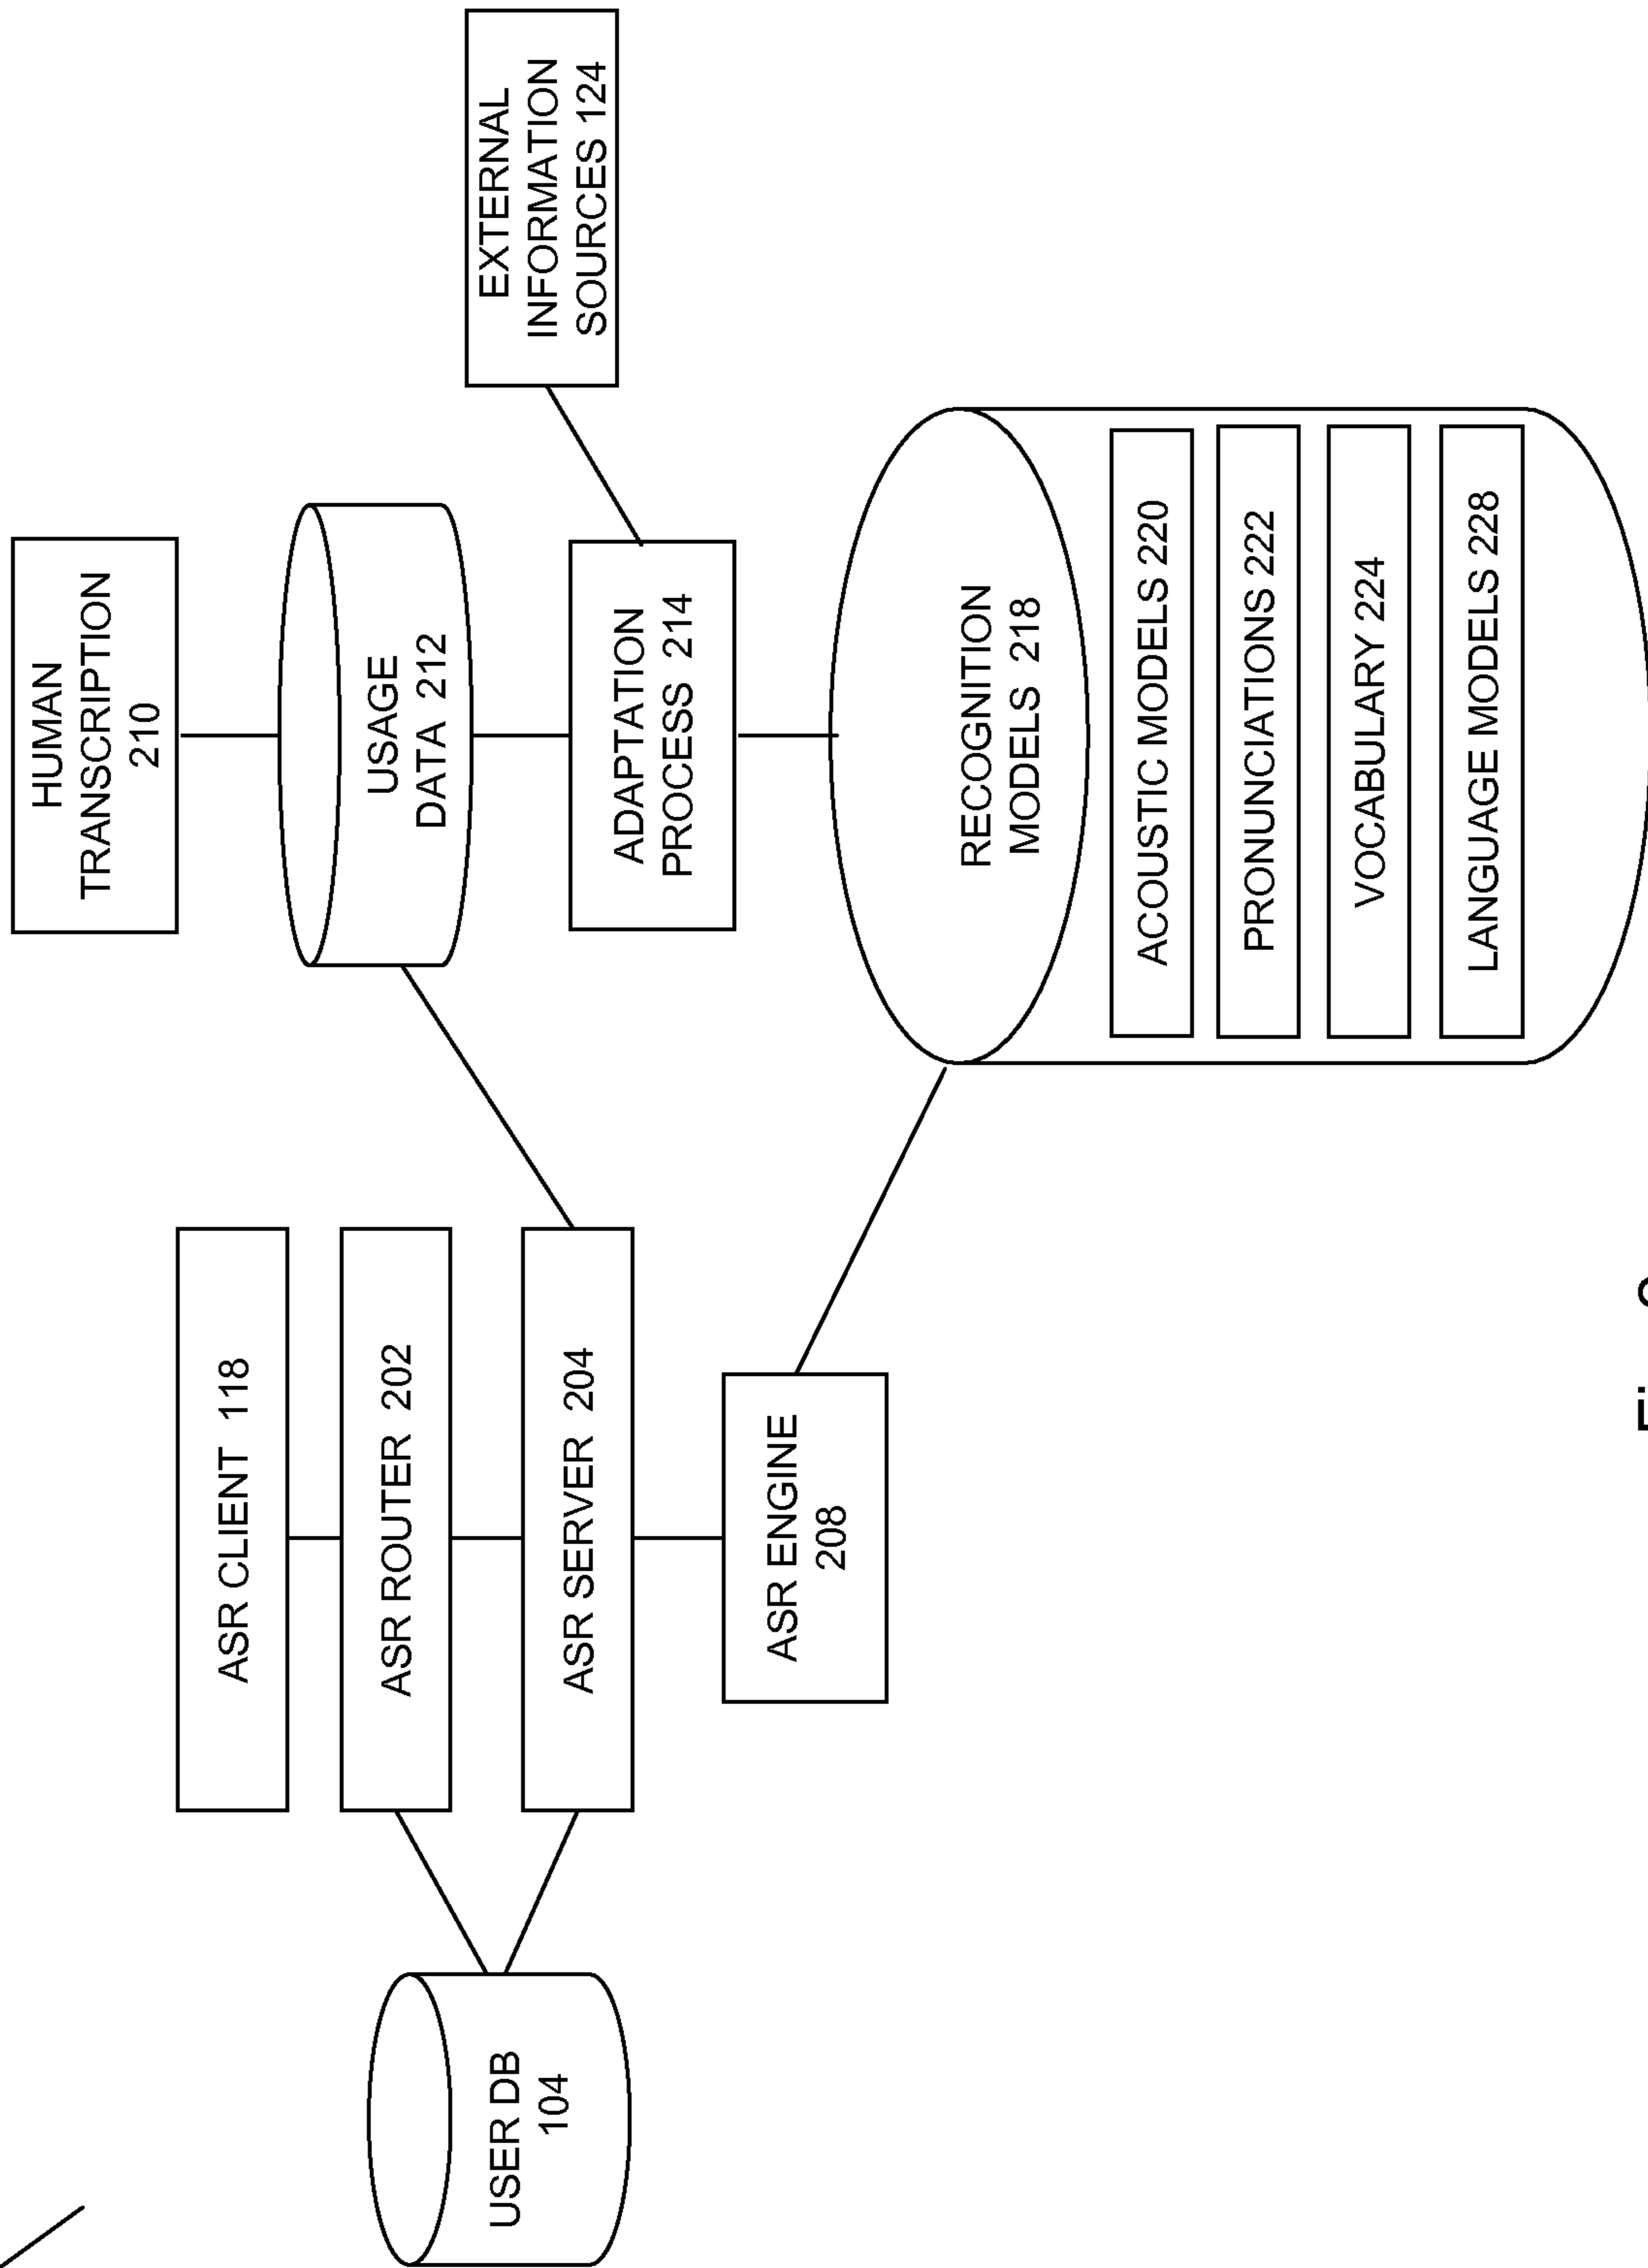 HUMAN
TRANSCRIPTION
210
EXTERNAL
INFORMATION
SOURCES 124
USAGE
DATA 212
ADAPTATION
PROCESS 214
ASR CLIENT 118
ASR ROUTER 202
ASR SERVER 204
ASR ENGINE
208
USER DB
104
RECOGNITION
MODELS 218
ACOUSTIC MODELS 220
PRONUNCIATIONS 222
VOCABULARY 224
LANGUAGE MODELS 228